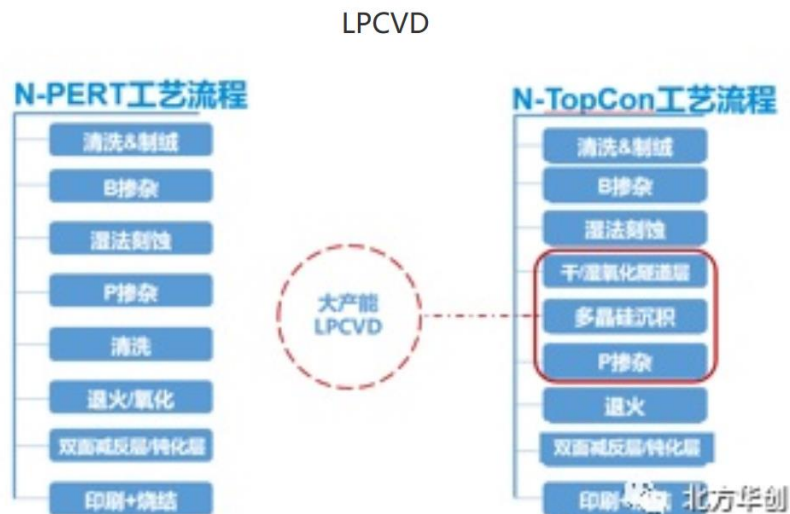 LPCVD
N-PERT工艺流程
清洗&制绒
B掺杂
湿法刻蚀
P掺杂
清洗
退火/氧化
双面减反层/钝化层
印刷+烧结
大产能
LPCVD
N-TopCon工艺流程
清洗&制绒
B掺杂
湿法刻蚀
干/湿氧化隧道层
多晶硅沉积
P掺杂
退火
双面减反层/钝化层
印刷
北方华创